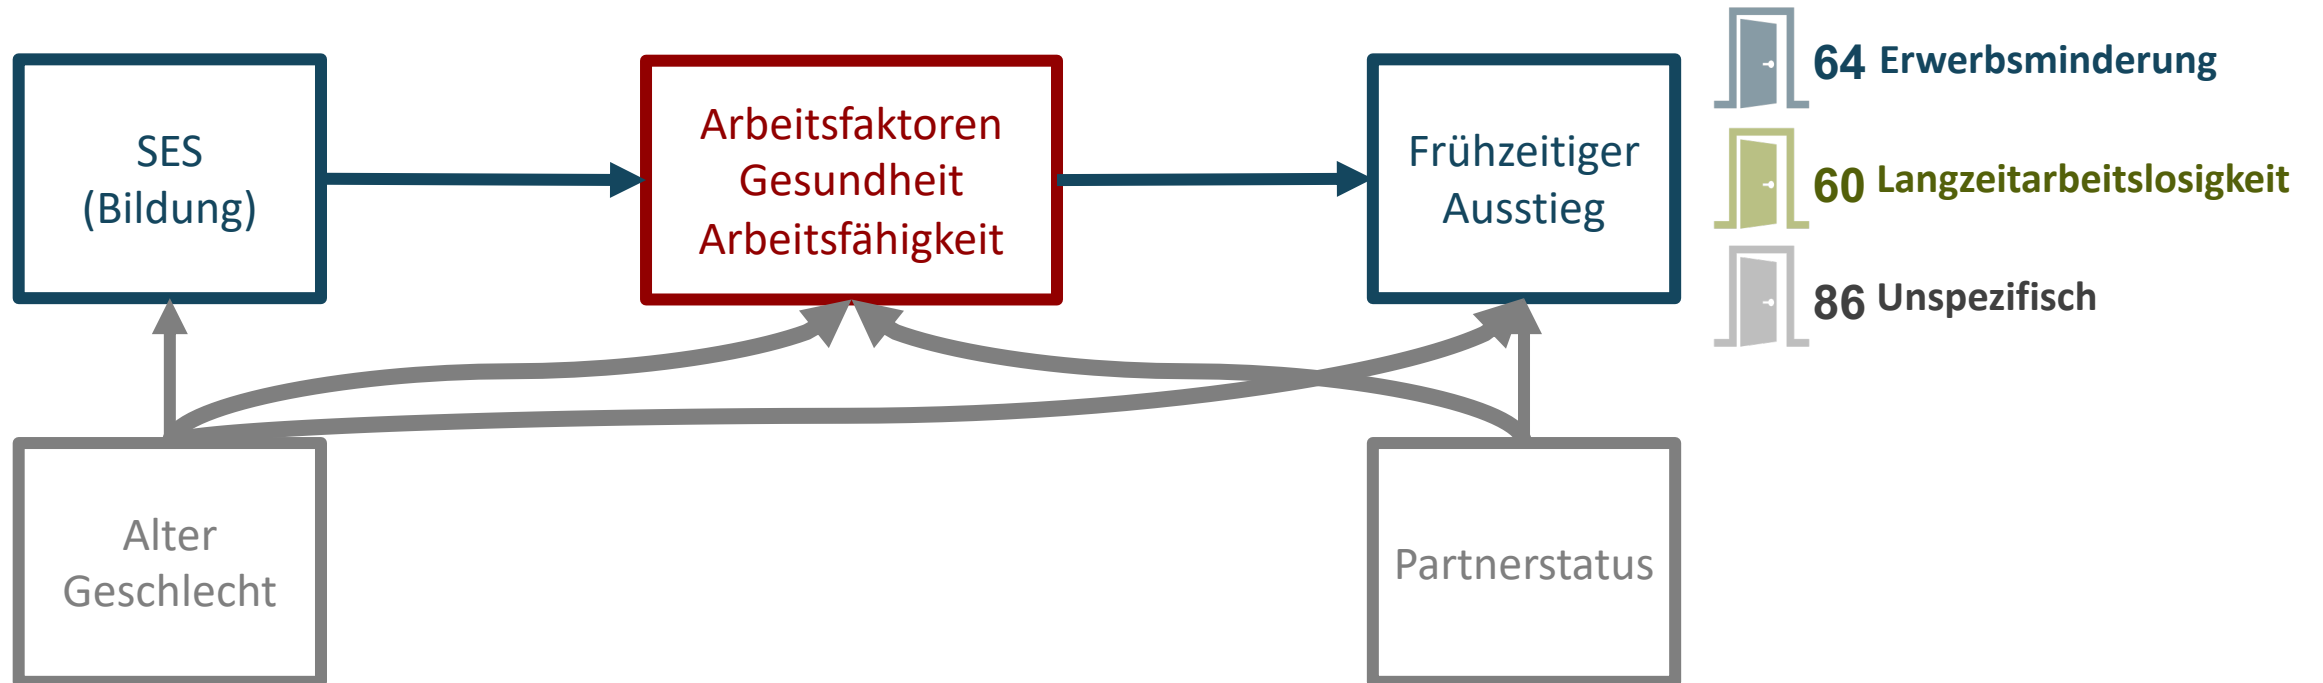 SES
(Bildung)
Arbeitsfaktoren
Gesundheit
Arbeitsfähigkeit
Frühzeitiger
Ausstieg
64 Erwerbsminderung
60 Langzeitarbeitslosigkeit
86 Unspezifisch
Alter
Geschlecht
Partnerstatus